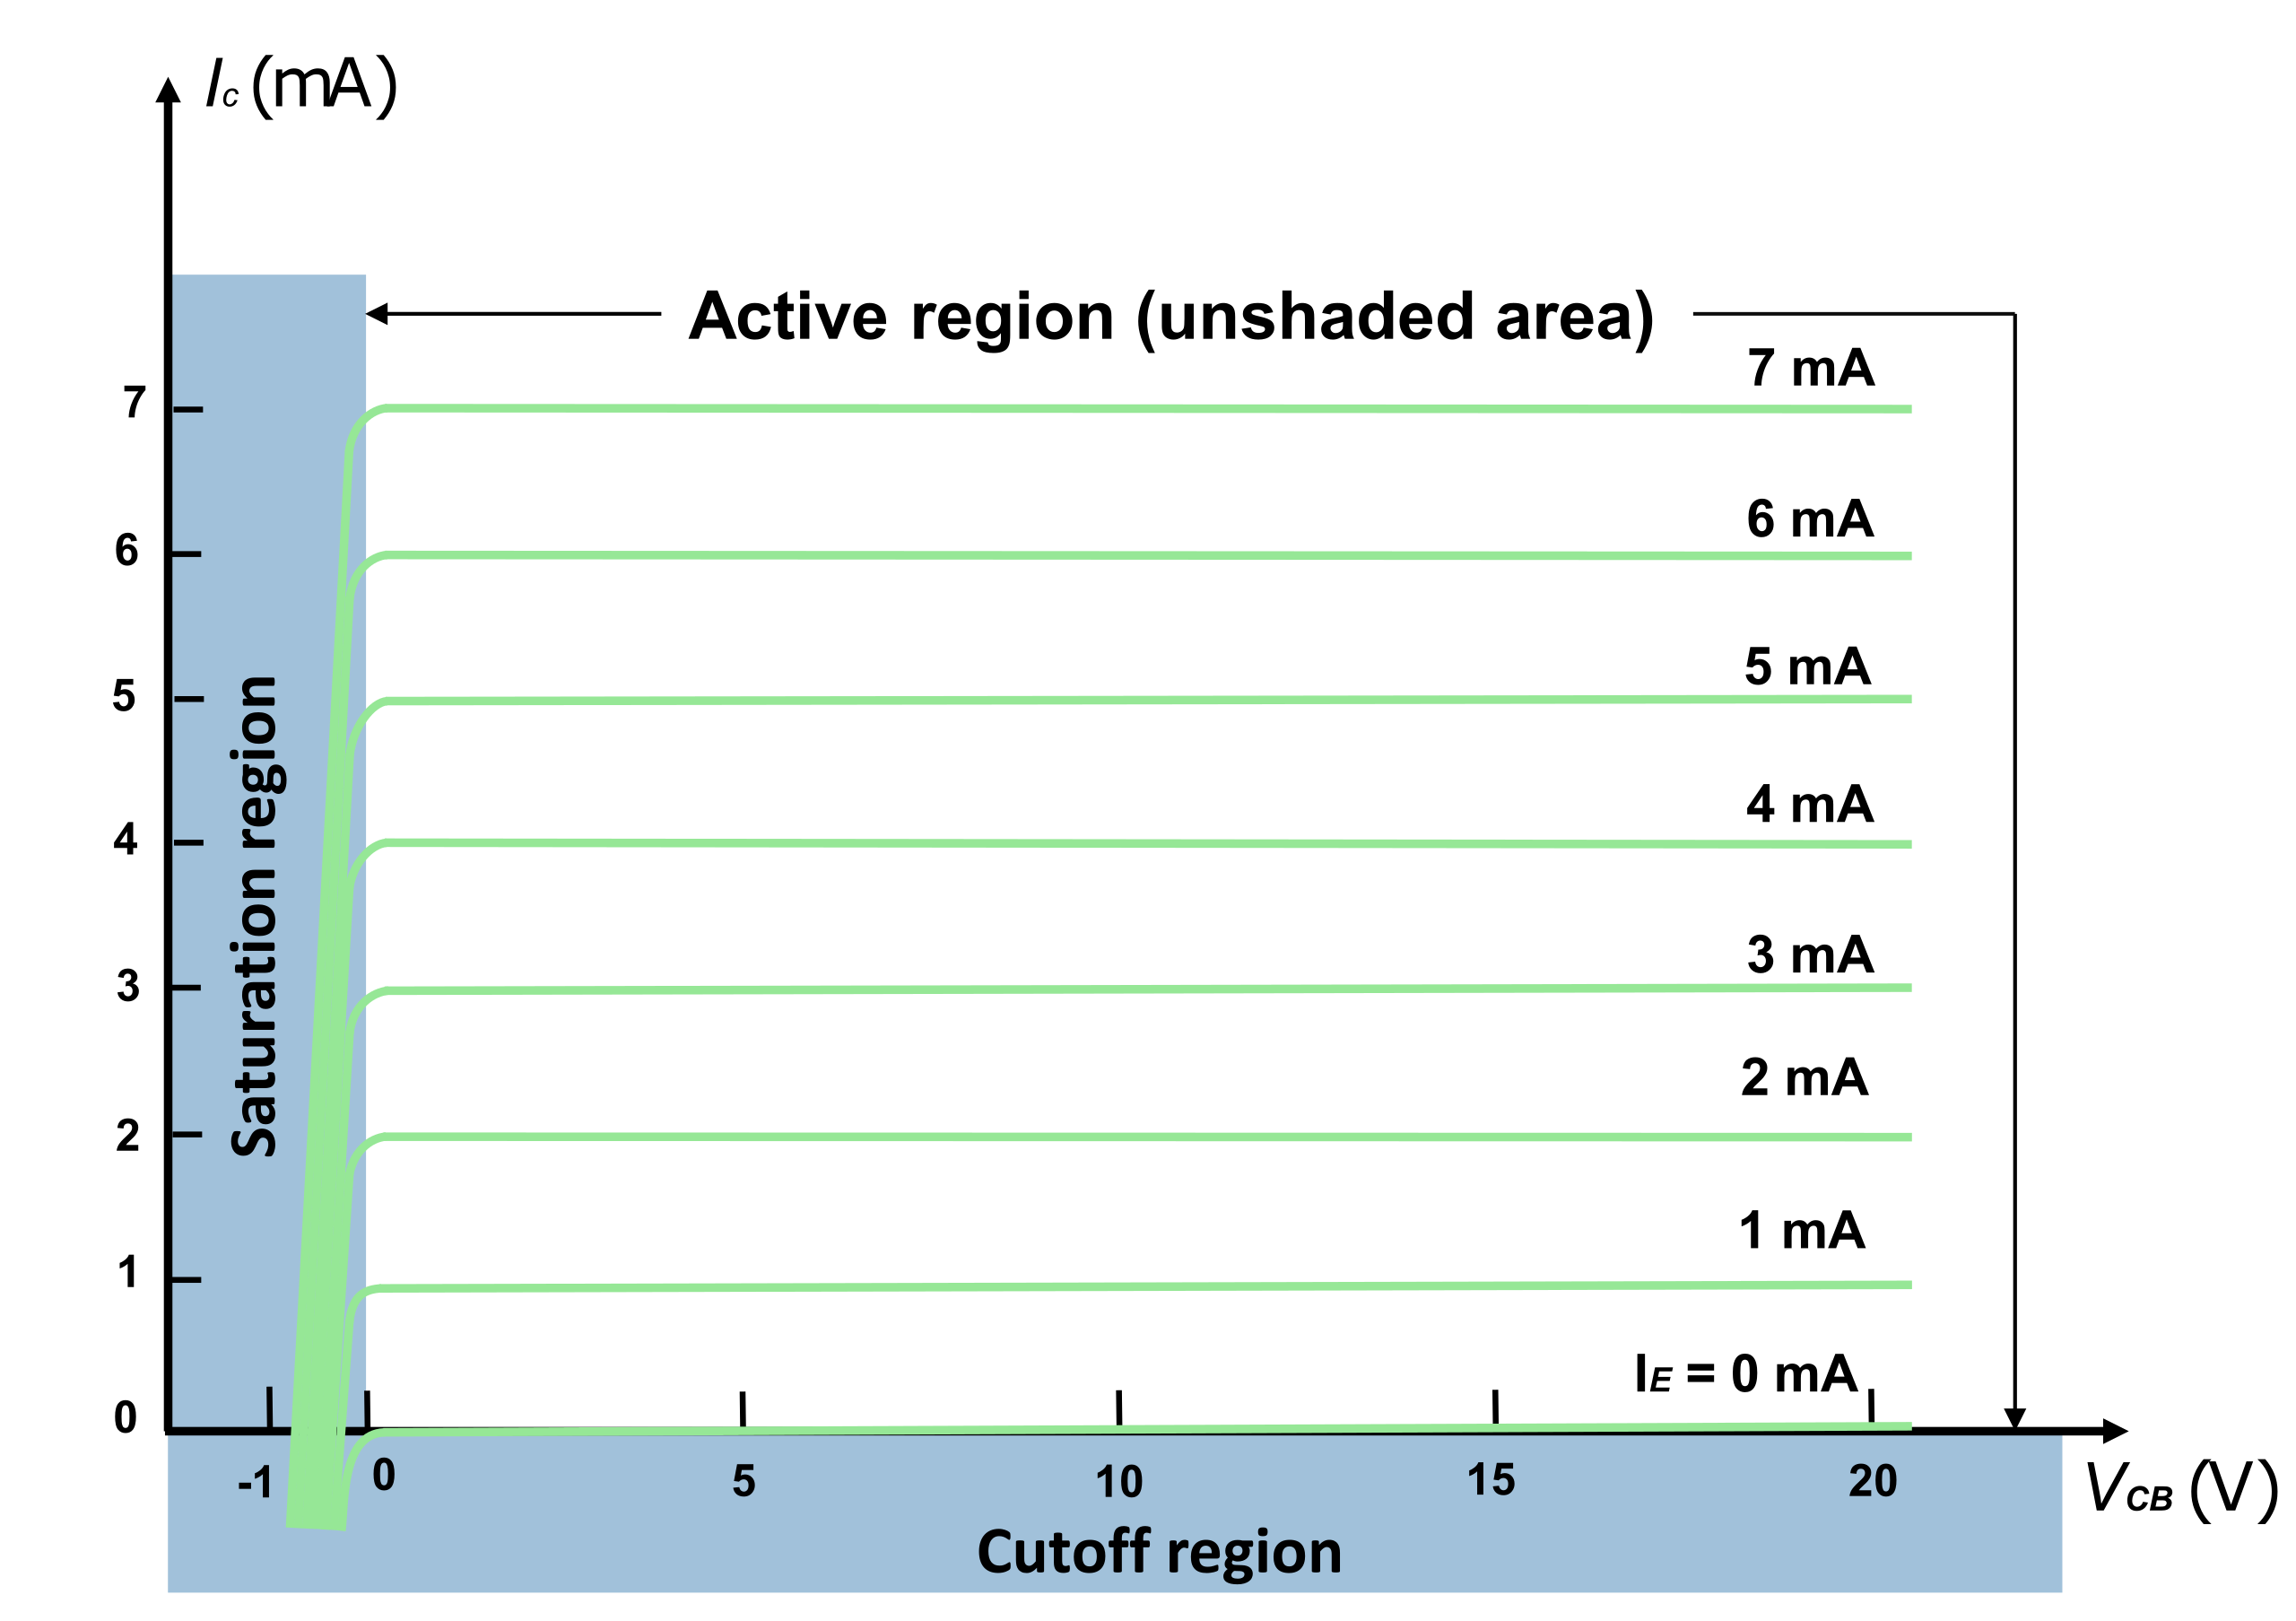 Ic (mA)
Active region (unshaded area)
7 mA
7
6 mA
6
5 mA
5
4 mA
4
3 mA
3
2 mA
2
1 mA
1
Saturation region
IE = 0 mA
0
-1 0 5 10 15 20
VCB (V)
Cutoff region